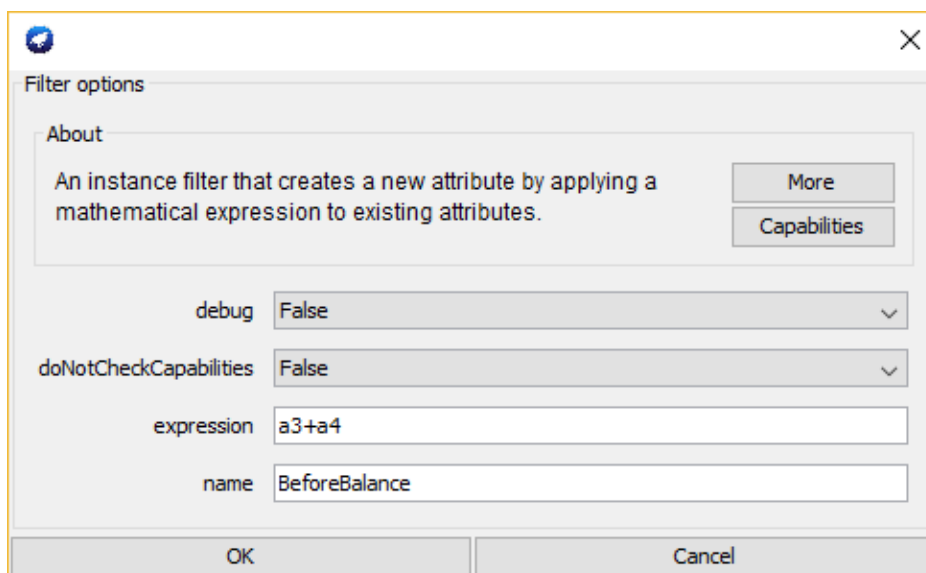 Filter options
About
An instance filter that creates a new attribute by applying a
mathematical expression to existing attributes.
More
Capabilities
debug
False
doNotCheckCapabilities
False
expression
a3+a4
name
BeforeBalance
OK
Cancel